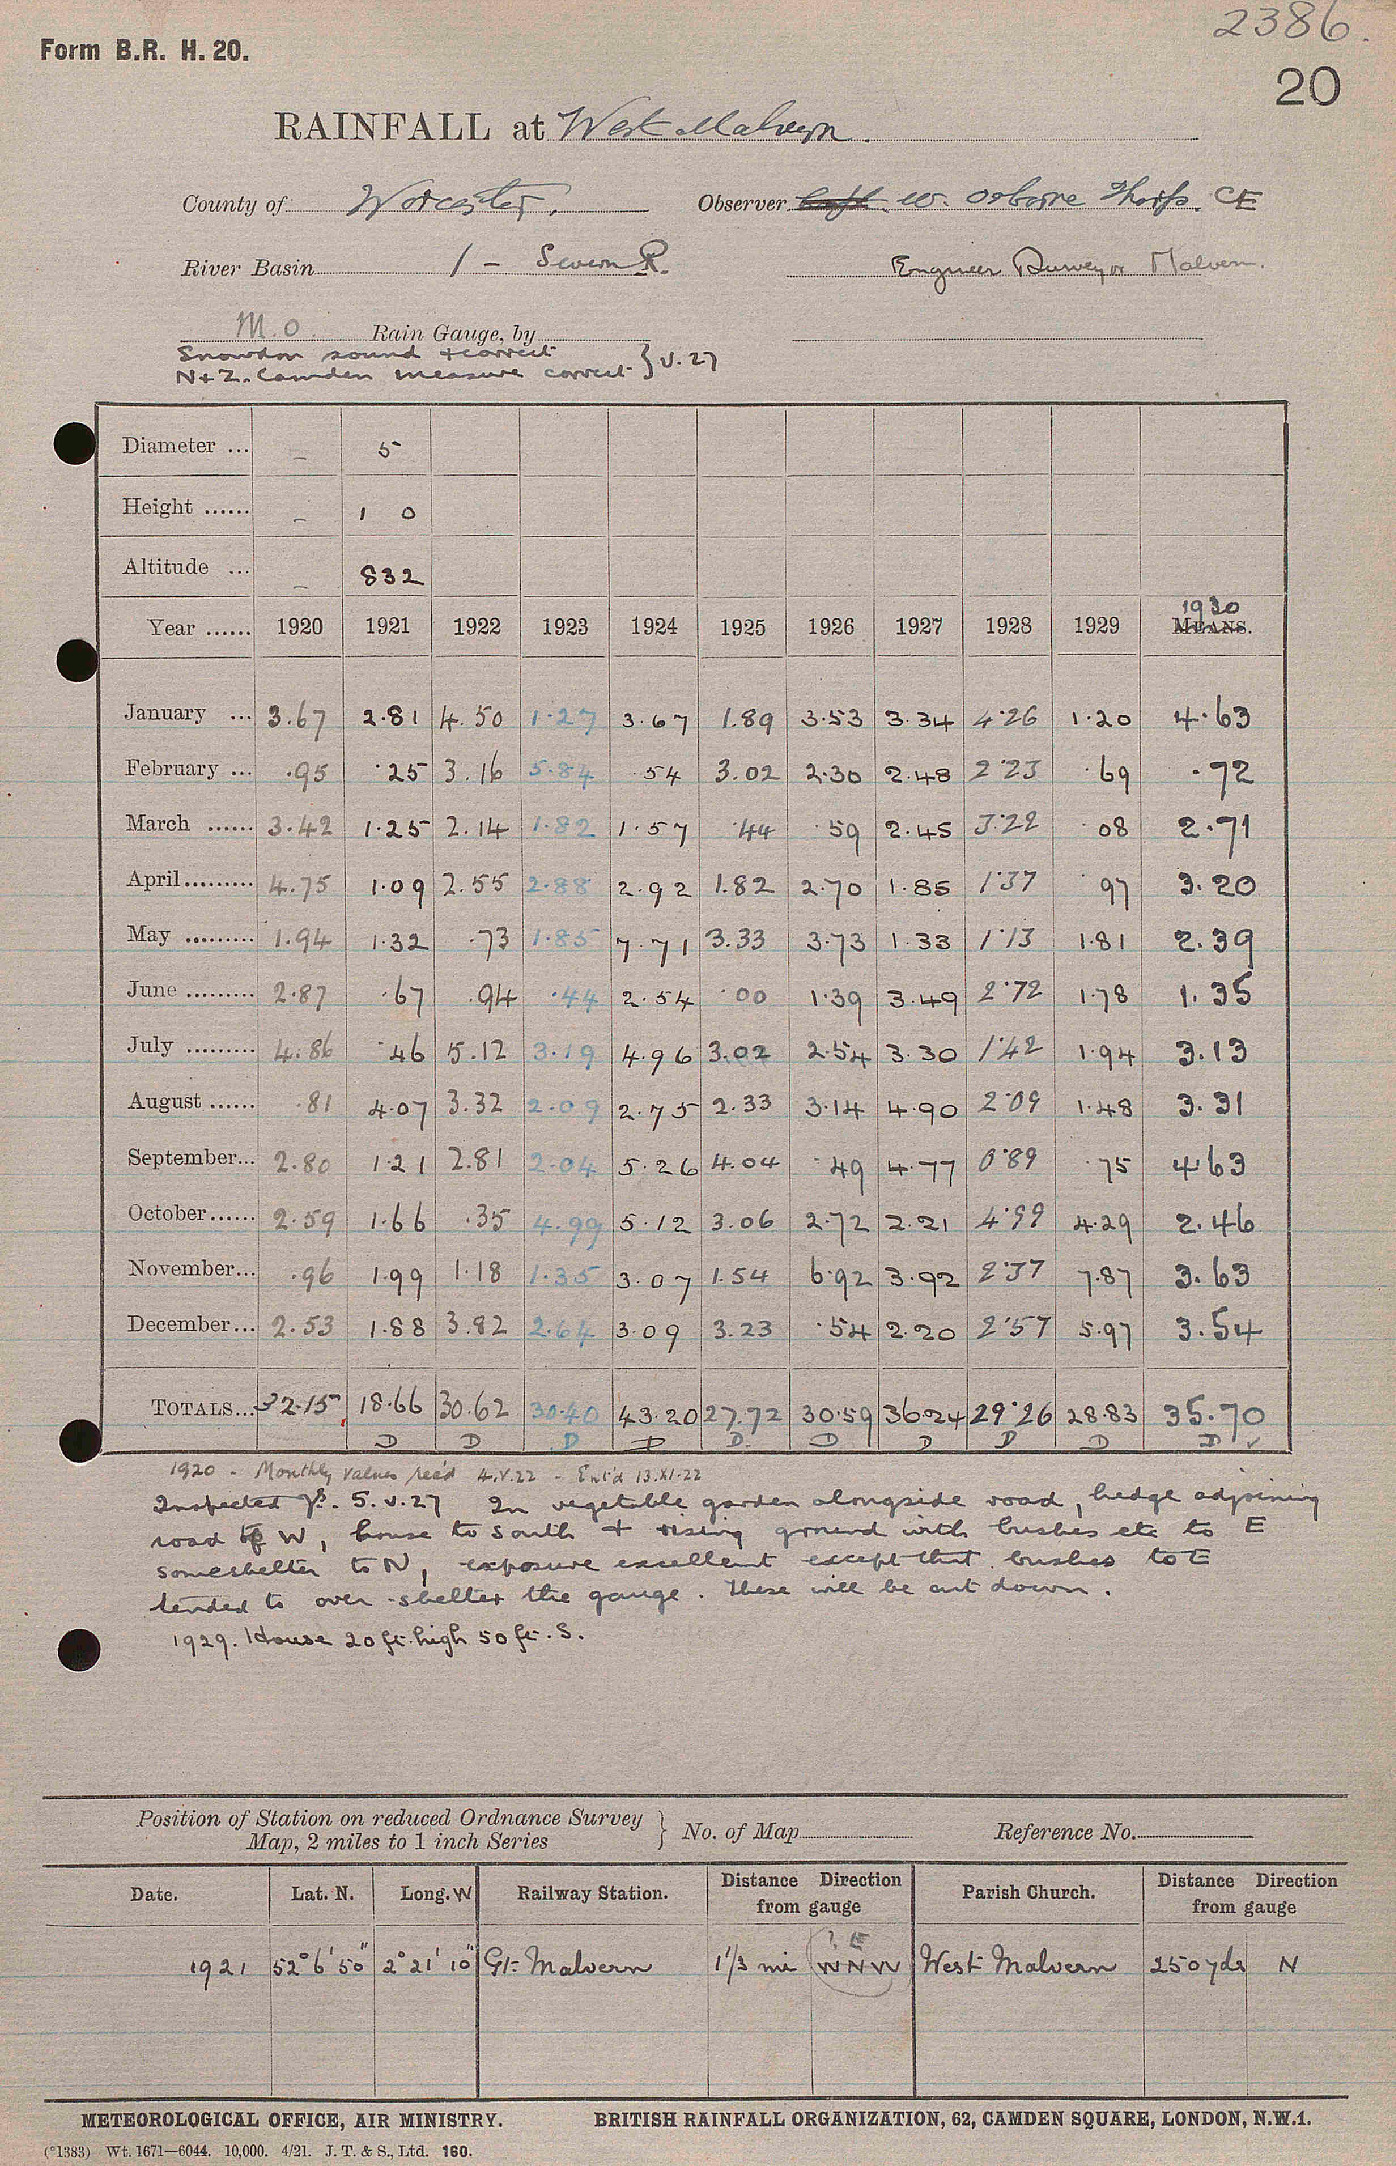 2386.
Form B.R. H. 20.
20
RAINFALL at West Malvern
County of Worcester. Observer W. Osborne Thorp. CE
River Basin 1 - Severn R. Engineer Surveyor Malvern.
M.O. Rain Gauge, by
Snowdon sound & correct
N & Z. Camden measure correct } V. 27
Diameter ... – 5
Height ...... – 1 0
Altitude ... – 832
1930
Year ...... 1920 1921 1922 1923 1924 1925 1926 1927 1928 1929 MEANS.
January ... 3.67 2.81 4.50 1.27 3.67 1.89 3.53 3.34 4.26 1.20 4.63
February ... .95 .25 3.16 5.84 54 3.02 2.30 2.48 2.23 .69 .72
March ...... 3.42 1.25 2.14 1.82 1.57 .44 .59 2.45 3.22 08 2.71
April......... 4.75 1.09 2.55 2.88 2.92 1.82 2.70 1.85 1.37 97 3.20
May ......... 1.94 1.32 .73 1.85 7.71 3.33 3.73 1.33 1.13 1.81 2.39
June ......... 2.87 .67 .94 .44 2.54 .00 1.39 3.49 2.72 1.78 1.35
July ......... 4.86 .46 5.12 3.19 4.96 3.02 2.54 3.30 1.42 1.94 3.13
August ...... .81 4.07 3.32 2.09 2.75 2.33 3.14 4.90 2.09 1.48 3.31
September... 2.80 1.21 2.81 2.04 5.26 4.04 .49 4.77 0.89 .75 4.63
October...... 2.59 1.66 .35 4.99 5.12 3.06 2.72 2.21 4.99 4.29 2.46
November... .96 1.99 1.18 1.35 3.07 1.54 6.92 3.92 2.37 7.87 3.63
December... 2.53 1.88 3.82 2.64 3.09 3.23 .54 2.20 2.57 5.97 3.54
TOTALS... 32.15 18.66 30.62 30.40 43.20 27.72 30.59 36.24 29.26 28.83 35.70
D D D D D D D D D D ✓
1920 - Monthly values rec'd 4.V.22 - Ent'd 13.XI.22
Inspected 5.V.27 In vegetable garden alongside road, hedge adjoining
road to W, house to South & rising ground with bushes etc to E
some shelter to N, exposure excellent except that bushes to E
tended to over-shelter the gauge. These will be cut down.
1929. House 20 ft. high 50 ft. S.
Position of Station on reduced Ordnance Survey
Map, 2 miles to 1 inch Series } No. of Map Reference No.
Date. Lat. N. Long. W Railway Station. Distance Direction from gauge Parish Church. Distance Direction from gauge
? E
1921 52° 6' 50" 2° 21' 10" Gt. Malvern 1 1/3 mi WNW West Malvern 250 yds N
METEOROLOGICAL OFFICE, AIR MINISTRY. BRITISH RAINFALL ORGANIZATION, 62, CAMDEN SQUARE, LONDON, N.W.1.
(*1383) Wt. 1671—6044. 10,000. 4/21. J. T. & S., Ltd. 160.